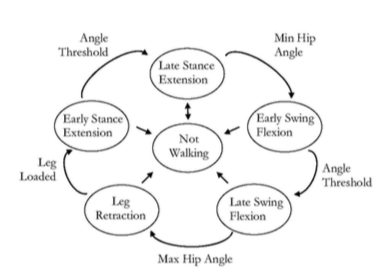 Angle
Threshold
Min Hip
Angle
Late Stance
Extension
Early Stance
Extension
Early Swing
Flexion
Not
Walking
Leg
Loaded
Angle
Threshold
Leg
Retraction
Late Swing
Flexion
Max Hip Angle